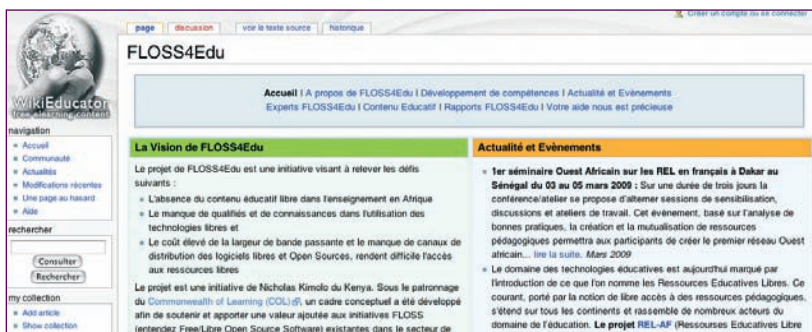 Créer un compte ou se connecter
page discussion voir le texte source historique
FLOSS4Edu
Accueil | A propos de FLOSS4Edu | Développement de compétences | Actualité et Evènements
Experts FLOSS4Edu | Contenu Educatif | Rapports FLOSS4Edu | Votre aide nous est précieuse
WikiEducator
free elearning content
navigation
Accueil
Communauté
Actualités
Modifications récentes
Une page au hasard
Aide
rechercher
Consulter
Rechercher
my collection
Add article
Show collection
La Vision de FLOSS4Edu
Le projet de FLOSS4Edu est une initiative visant à relever les défis
suivants :
L'absence du contenu éducatif libre dans l'enseignement en Afrique
Le manque de qualifiés et de connaissances dans l'utilisation des
technologies libres et
Le coût élevé de la largeur de bande passante et le manque de canaux de
distribution des logiciels libres et Open Sources, rendent difficile l'accès
aux ressources libres
Le projet est une initiative de Nicholas Kimolo du Kenya. Sous le patronnage
du Commonwealth of Learning (COL), un cadre conceptuel a été développé
afin de soutenir et apporter une valeur ajoutée aux initiatives FLOSS
(entendez Free/Libre Open Source Software) existantes dans le secteur de
Actualité et Evènements
1er séminaire Ouest Africain sur les REL en français à Dakar au
Sénégal du 03 au 05 mars 2009 : Sur une durée de trois jours la
conférence/atelier se propose d'alterner sessions de sensibilisation,
discussions et ateliers de travail. Cet évènement, basé sur l'analyse de
bonnes pratiques, la création et la mutualisation de ressources
pédagogiques permettra aux participants de créer le premier réseau Ouest
africain... lire la suite. Mars 2009
Le domaine des technologies éducatives est aujourd'hui marqué par
l'introduction de ce que l'on nomme les Ressources Educatives Libres. Ce
courant, porté par la notion de libre accès à des ressources pédagogiques,
s'étend sur tous les continents et rassemble de nombreux acteurs du
domaine de l'éducation. Le projet REL-AF (Ressourses Educatives Libre